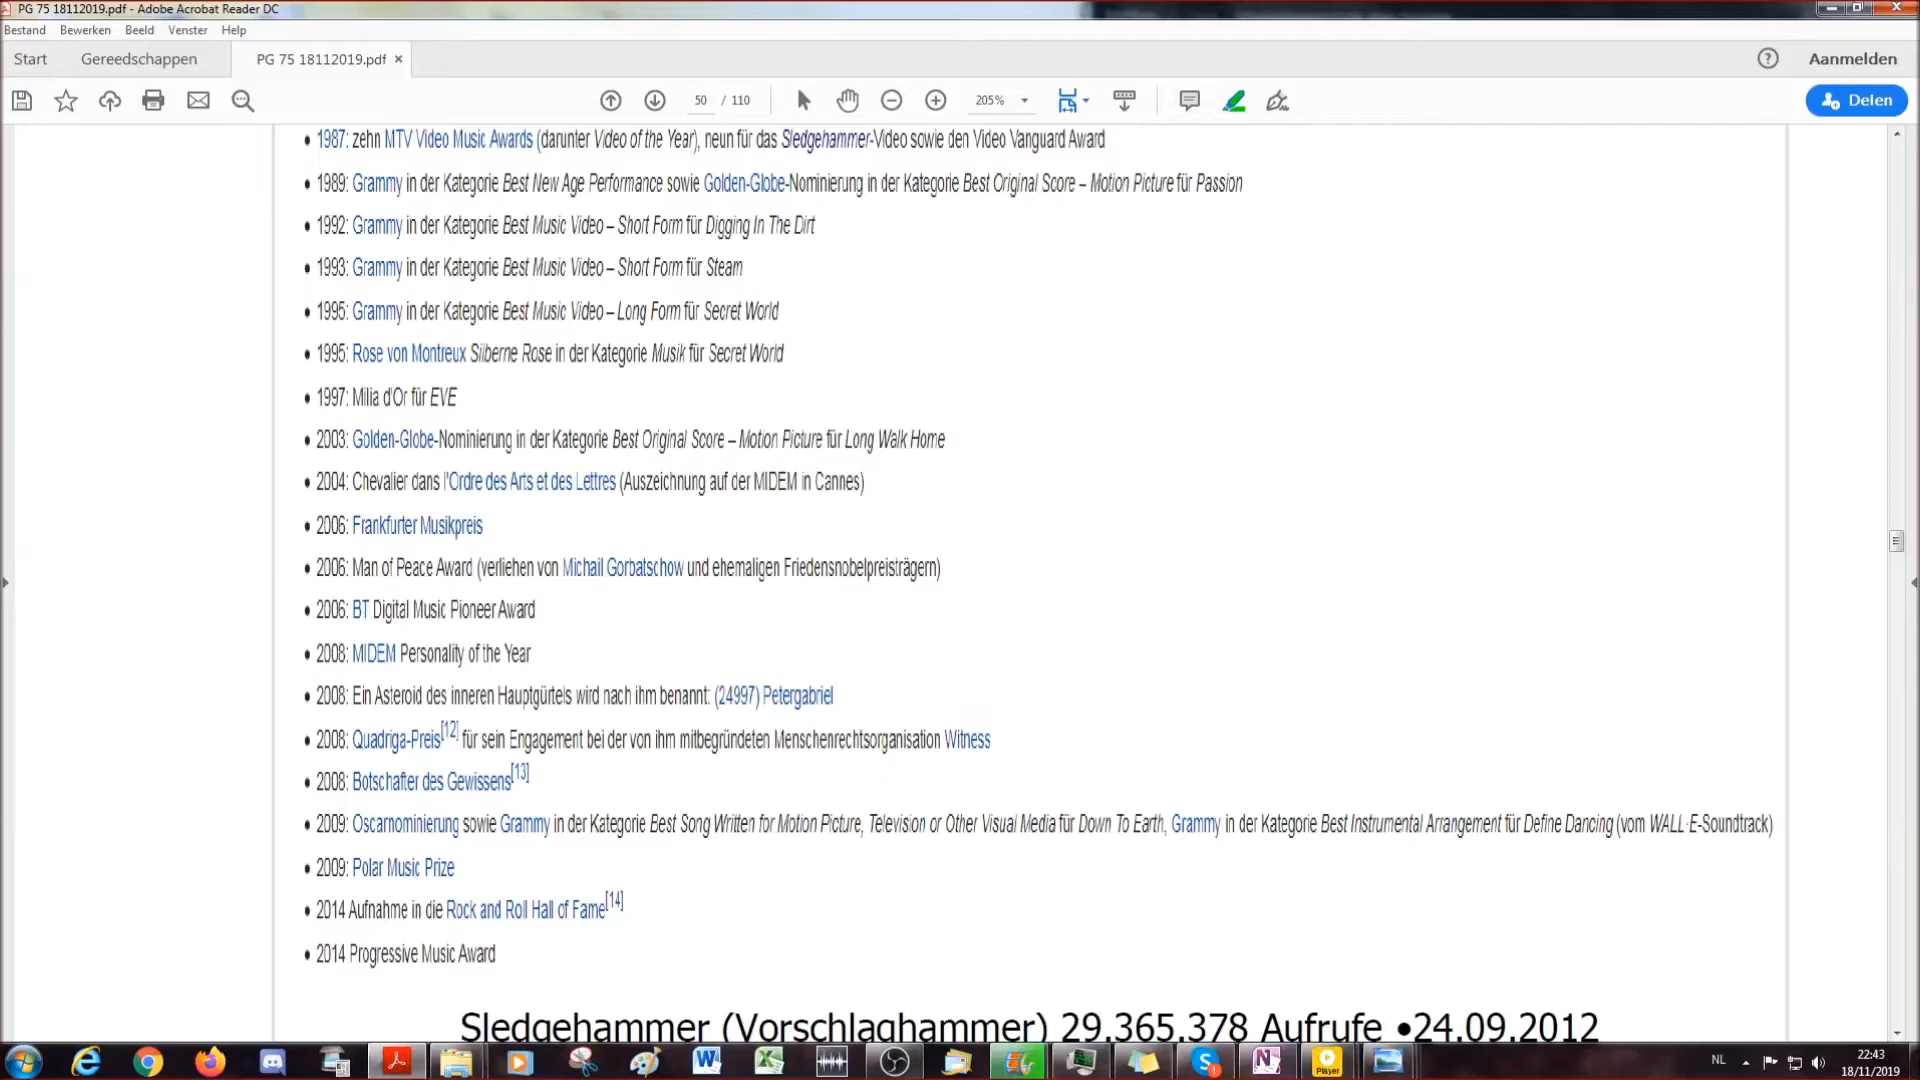 PG 75 18112019.pdf - Adobe Acrobat Reader DC
Bestand Bewerken Beeld Venster Help
Start Gereedschappen PG 75 18112019.pdf × Aanmelden
50 / 110 205% Delen
• 1987: zehn MTV Video Music Awards (darunter Video of the Year), neun für das Sledgehammer-Video sowie den Video Vanguard Award
• 1989: Grammy in der Kategorie Best New Age Performance sowie Golden-Globe-Nominierung in der Kategorie Best Original Score – Motion Picture für Passion
• 1992: Grammy in der Kategorie Best Music Video – Short Form für Digging In The Dirt
• 1993: Grammy in der Kategorie Best Music Video – Short Form für Steam
• 1995: Grammy in der Kategorie Best Music Video – Long Form für Secret World
• 1995: Rose von Montreux Silberne Rose in der Kategorie Musik für Secret World
• 1997: Milia d'Or für EVE
• 2003: Golden-Globe-Nominierung in der Kategorie Best Original Score – Motion Picture für Long Walk Home
• 2004: Chevalier dans l'Ordre des Arts et des Lettres (Auszeichnung auf der MIDEM in Cannes)
• 2006: Frankfurter Musikpreis
• 2006: Man of Peace Award (verliehen von Michail Gorbatschow und ehemaligen Friedensnobelpreisträgern)
• 2006: BT Digital Music Pioneer Award
• 2008: MIDEM Personality of the Year
• 2008: Ein Asteroid des inneren Hauptgürtels wird nach ihm benannt: (24997) Petergabriel
• 2008: Quadriga-Preis[12] für sein Engagement bei der von ihm mitbegründeten Menschenrechtsorganisation Witness
• 2008: Botschafter des Gewissens[13]
• 2009: Oscarnominierung sowie Grammy in der Kategorie Best Song Written for Motion Picture, Television or Other Visual Media für Down To Earth, Grammy in der Kategorie Best Instrumental Arrangement für Define Dancing (vom WALL·E-Soundtrack)
• 2009: Polar Music Prize
• 2014 Aufnahme in die Rock and Roll Hall of Fame[14]
• 2014 Progressive Music Award
Sledgehammer (Vorschlaghammer) 29.365.378 Aufrufe •24.09.2012
Player
NL 22:43
18/11/2019